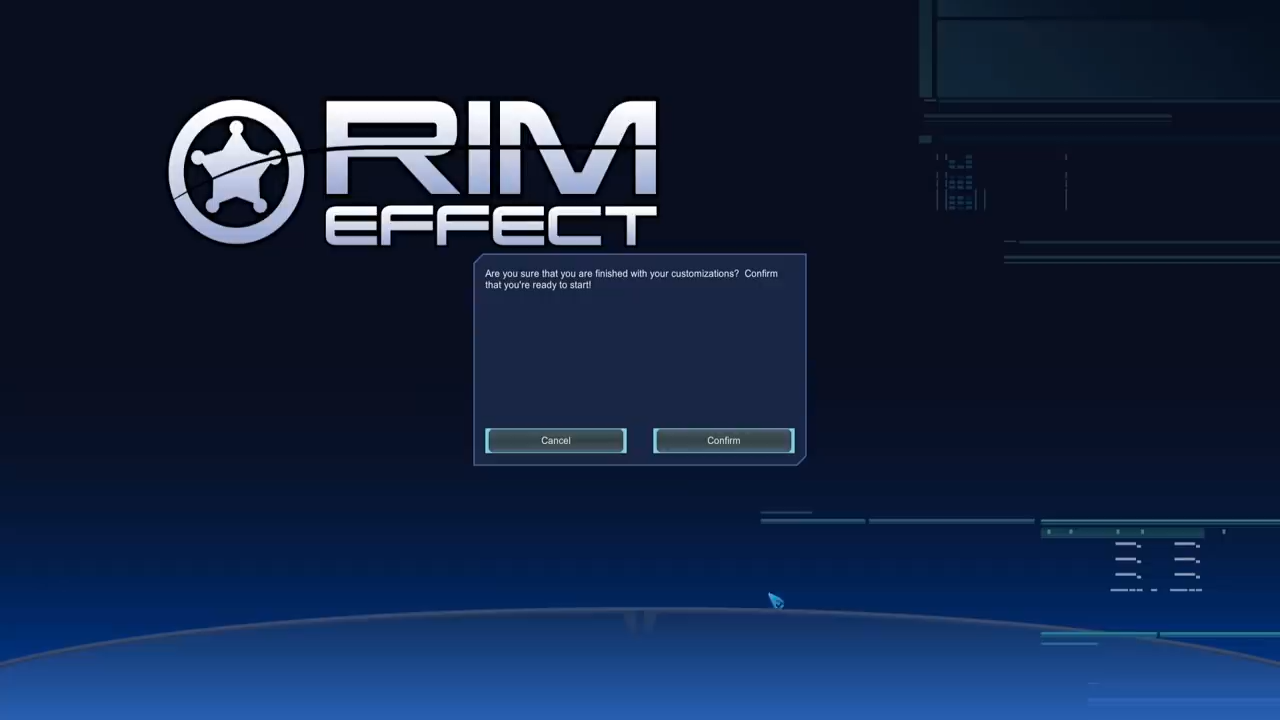 RIM
EFFECT
Are you sure that you are finished with your customizations?  Confirm
that you're ready to start!
Cancel
Confirm